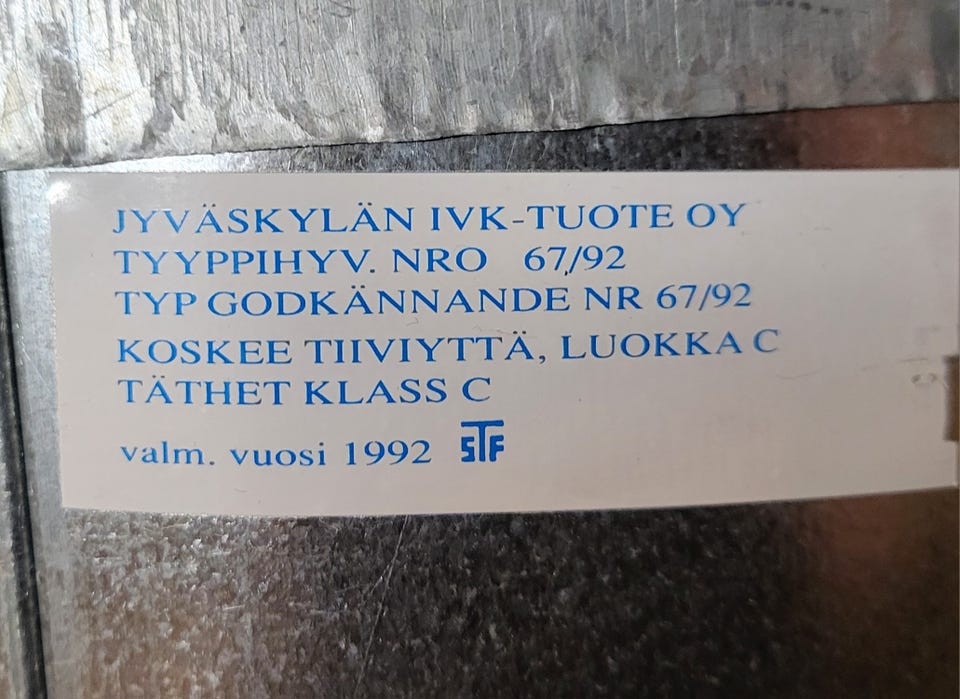 JYVÄSKYLÄN IVK-TUOTE OY
TYYPPIHYV. NRO 67/92
TYP GODKÄNNANDE NR 67/92
KOSKEE TIIVIYTTÄ, LUOKKA C
TÄTHET KLASS C
valm. vuosi 1992 STF